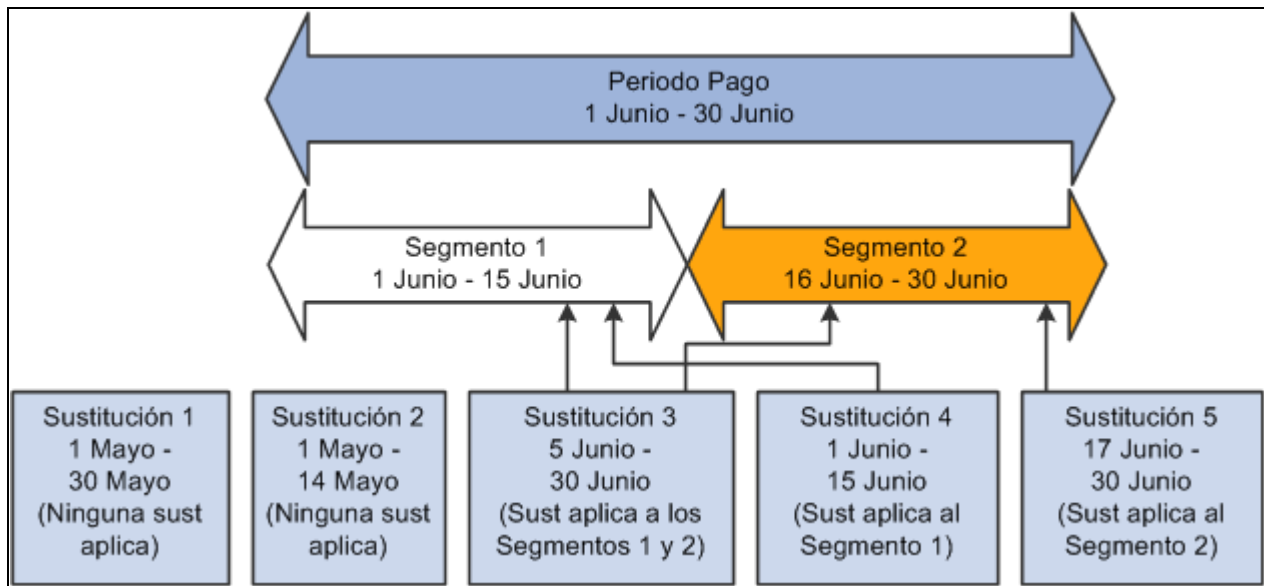 Periodo Pago
1 Junio - 30 Junio
Segmento 1
1 Junio - 15 Junio
Segmento 2
16 Junio - 30 Junio
Sustitución 1
1 Mayo -
30 Mayo
(Ninguna sust
aplica)
Sustitución 2
1 Mayo -
14 Mayo
(Ninguna sust
aplica)
Sustitución 3
5 Junio -
30 Junio
(Sust aplica a los
Segmentos 1 y 2)
Sustitución 4
1 Junio -
15 Junio
(Sust aplica al
Segmento 1)
Sustitución 5
17 Junio -
30 Junio
(Sust aplica al
Segmento 2)